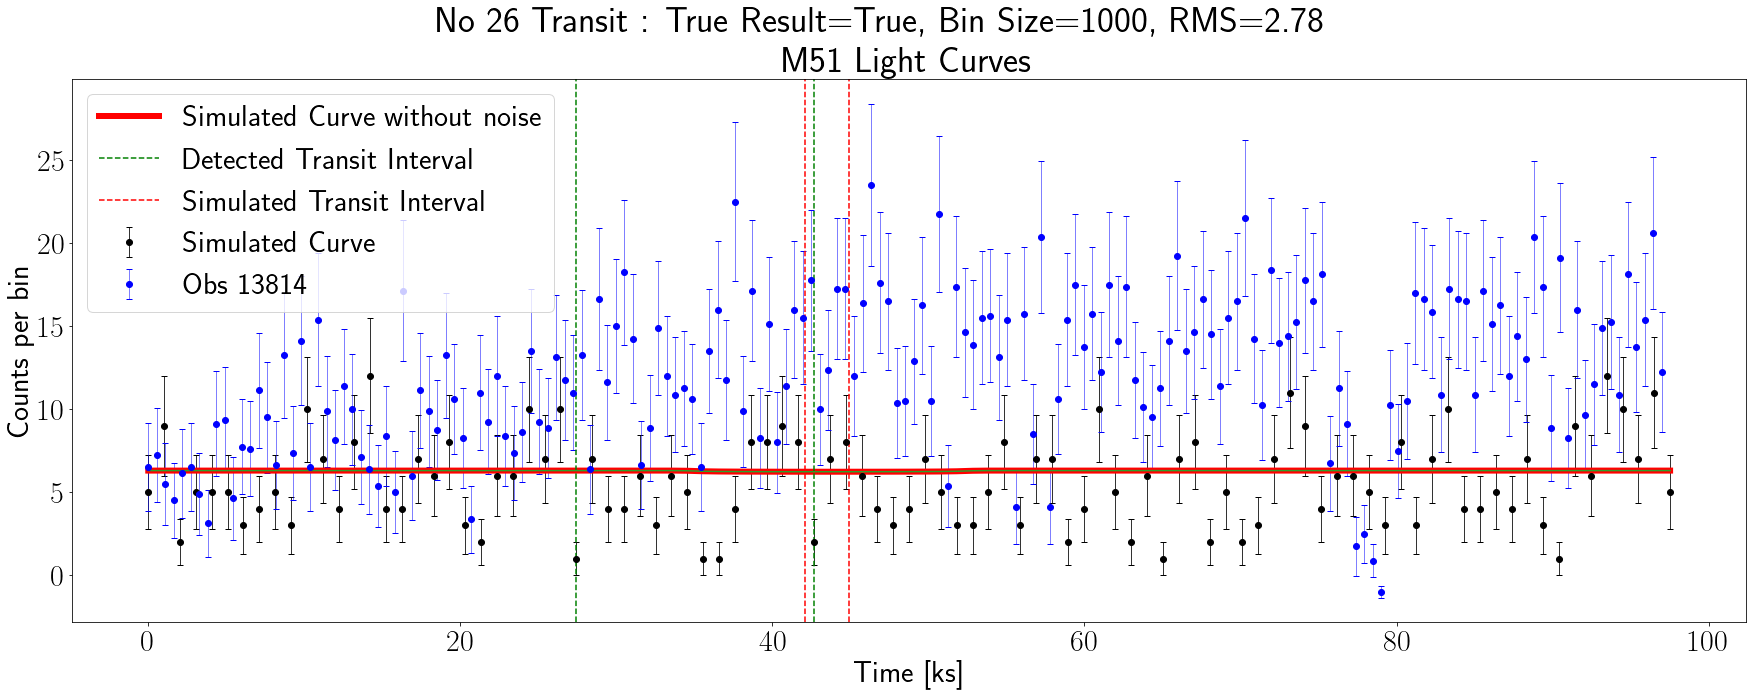 No 26 Transit : True Result=True, Bin Size=1000, RMS=2.78
M51 Light Curves
Simulated Curve without noise
Detected Transit Interval
Simulated Transit Interval
Simulated Curve
Obs 13814
Counts per bin
25
20
15
10
5
0
0 20 40 60 80 100
Time [ks]